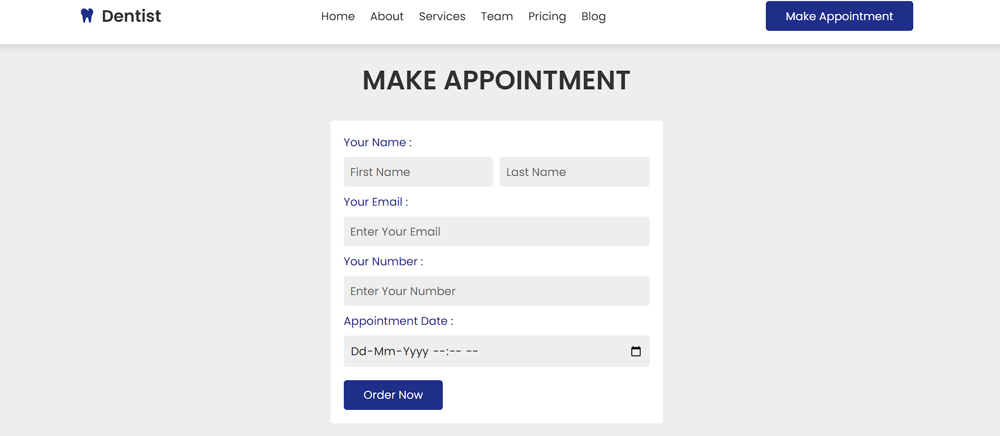 Dentist Home About Services Team Pricing Blog Make Appointment
MAKE APPOINTMENT
Your Name :
First Name Last Name
Your Email :
Enter Your Email
Your Number :
Enter Your Number
Appointment Date :
Dd-Mm-Yyyy --:-- --
Order Now